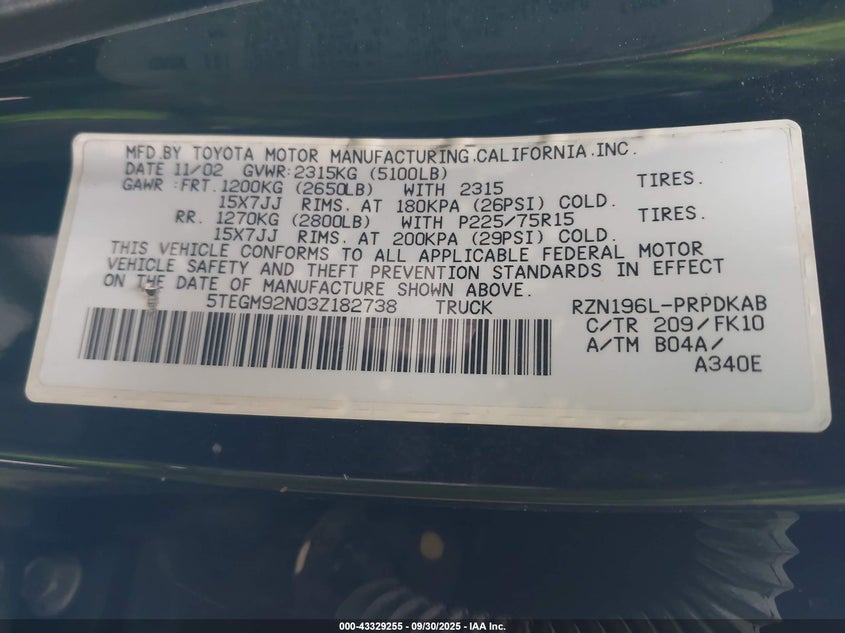 MFD.BY TOYOTA MOTOR MANUFACTURING.CALIFORNIA.INC.
DATE 11/02 GVWR:2315KG (5100LB)
GAWR :FRT.1200KG (2650LB) WITH 2315 TIRES.
15X7JJ RIMS. AT 180KPA (26PSI) COLD.
RR. 1270KG (2800LB) WITH P225/75R15 TIRES.
15X7JJ RIMS. AT 200KPA (29PSI) COLD.
THIS VEHICLE CONFORMS TO ALL APPLICABLE FEDERAL MOTOR
VEHICLE SAFETY AND THEFT PREVENTION STANDARDS IN EFFECT
ON THE DATE OF MANUFACTURE SHOWN ABOVE.
5TEGM92N03Z182738 TRUCK RZN196L-PRPDKAB
C/TR 209/FK10
A/TM B04A/
A340E
000-43329255 - 09/30/2025 - IAA Inc.